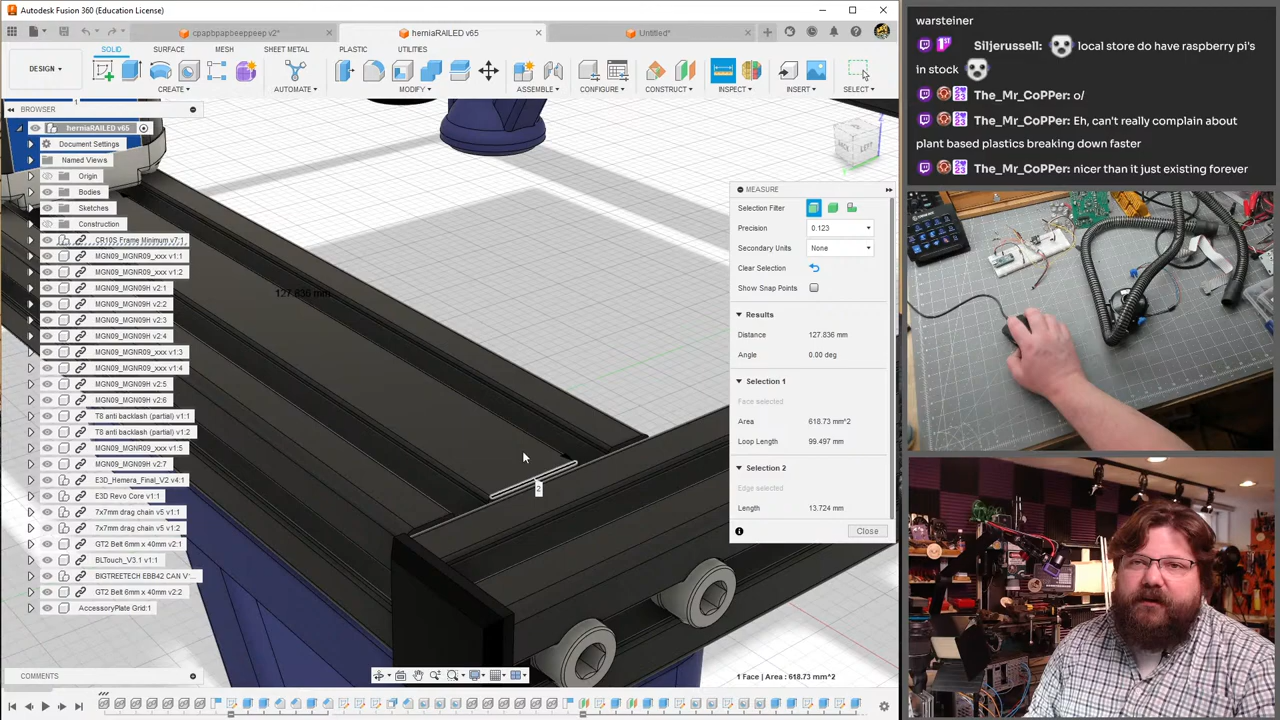 Autodesk Fusion 360 (Education License)
cpapbpapbeeppeep v2*
herniaRAILED v65
Untitled*
DESIGN
SOLID
SURFACE
MESH
SHEET METAL
PLASTIC
UTILITIES
CREATE
AUTOMATE
MODIFY
ASSEMBLE
CONFIGURE
CONSTRUCT
INSPECT
INSERT
SELECT
BROWSER
herniaRAILED v65
Document Settings
Named Views
Origin
Bodies
Sketches
Construction
CR10S Frame Minimum v7:1
MGN09_MGNR09_xxx v1:1
MGN09_MGNR09_xxx v1:2
MGN09_MGN09H v2:1
MGN09_MGN09H v2:2
MGN09_MGN09H v2:3
MGN09_MGN09H v2:4
MGN09_MGNR09_xxx v1:3
MGN09_MGNR09_xxx v1:4
MGN09_MGN09H v2:5
MGN09_MGN09H v2:6
T8 anti backlash (partial) v1:1
T8 anti backlash (partial) v1:2
MGN09_MGNR09_xxx v1:5
MGN09_MGN09H v2:7
E3D_Hemera_Final_V2 v4:1
E3D Revo Core v1:1
7x7mm drag chain v5 v1:1
7x7mm drag chain v5 v1:2
GT2 Belt 6mm x 40mm v2:1
BLTouch_V3.1 v1:1
BIGTREETECH EBB42 CAN V'...
GT2 Belt 6mm x 40mm v2:2
AccessoryPlate Grid:1
COMMENTS
127.836 mm
2
LEFT
Z
MEASURE
Selection Filter
Precision
0.123
Secondary Units
None
Clear Selection
Show Snap Points
Results
Distance
127.836 mm
Angle
0.00 deg
Selection 1
Face selected
Area
618.73 mm^2
Loop Length
99.497 mm
Selection 2
Edge selected
Length
13.724 mm
Close
1 Face | Area : 618.73 mm^2
warsteiner
Siljerussell: local store do have raspberry pi's
in stock
The_Mr_CoPPer: o/
The_Mr_CoPPer: Eh, can't really complain about
plant based plastics breaking down faster
The_Mr_CoPPer: nicer than it just existing forever